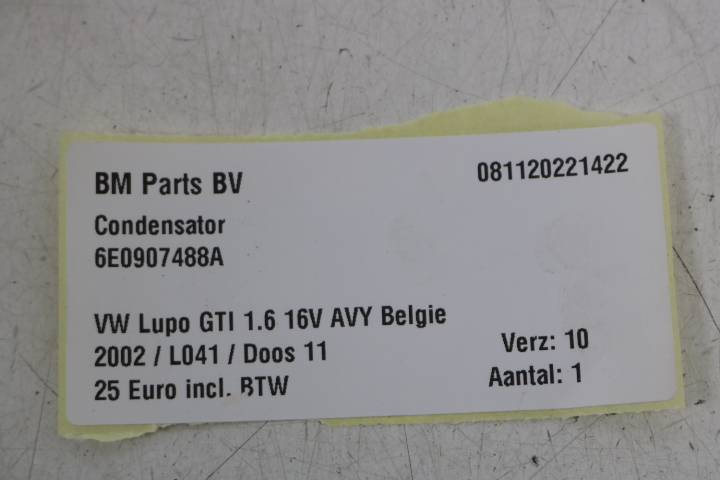 BM Parts BV 081120221422
Condensator
6E0907488A
VW Lupo GTI 1.6 16V AVY Belgie
2002 / L041 / Doos 11 Verz: 10
25 Euro incl. BTW Aantal: 1